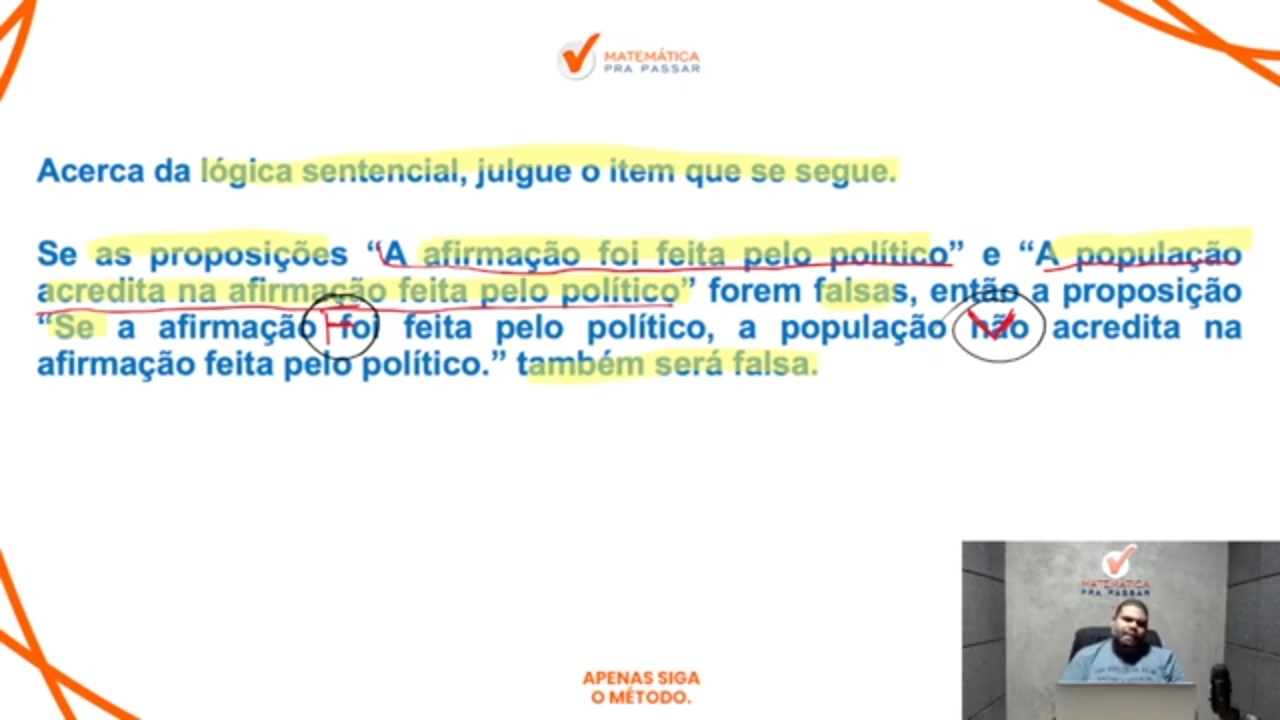 MATEMÁTICA
PRA PASSAR
Acerca da lógica sentencial, julgue o item que se segue.
Se as proposições “A afirmação foi feita pelo político” e “A população
acredita na afirmação feita pelo político” forem falsas, então a proposição
“Se a afirmação foi feita pelo político, a população não acredita na
afirmação feita pelo político.” também será falsa.
F
V
MATEMÁTICA
PRA PASSAR
APENAS SIGA
O MÉTODO.